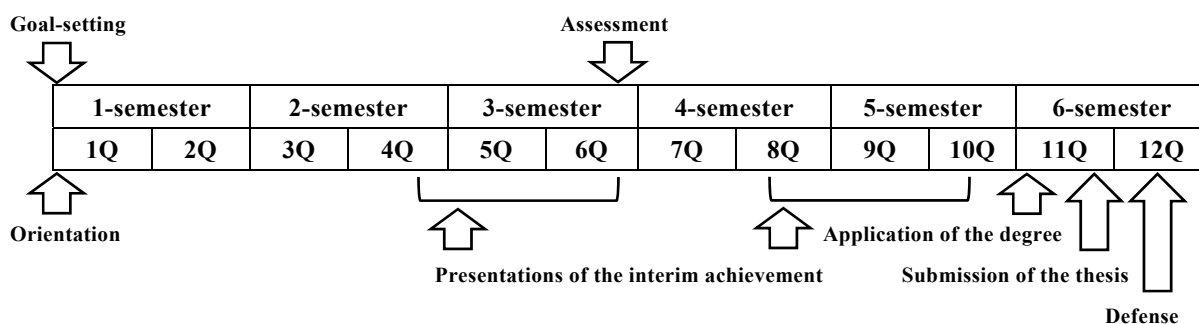 Goal-setting Assessment
1-semester 2-semester 3-semester 4-semester 5-semester 6-semester
1Q 2Q 3Q 4Q 5Q 6Q 7Q 8Q 9Q 10Q 11Q 12Q
Orientation Application of the degree
Presentations of the interim achievement Submission of the thesis
Defense